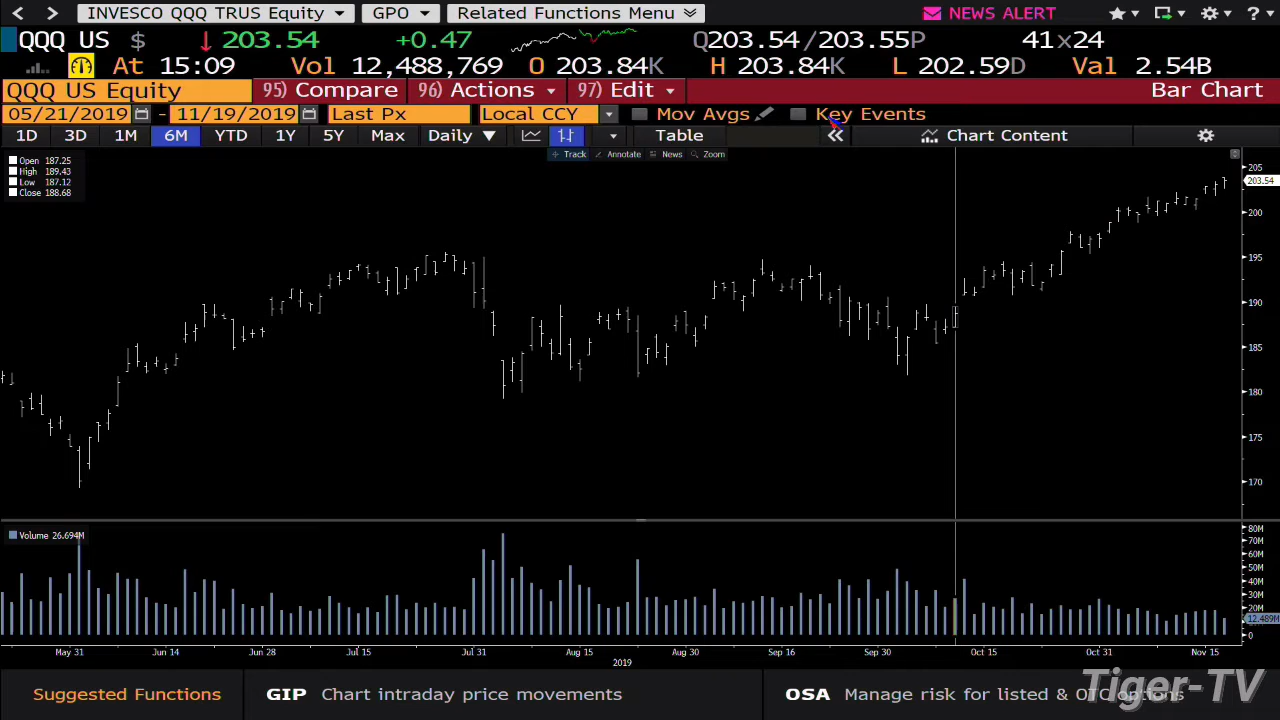 INVESCO QQQ TRUS Equity GPO Related Functions Menu NEWS ALERT ?
QQQ US $ ↓ 203.54 +0.47 Q203.54/203.55P 41x24
At 15:09 Vol 12,488,769 O 203.84K H 203.84K L 202.59D Val 2.54B
QQQ US Equity 95) Compare 96) Actions 97) Edit Bar Chart
05/21/2019 - 11/19/2019 Last Px Local CCY Mov Avgs Key Events
1D 3D 1M 6M YTD 1Y 5Y Max Daily Table Chart Content
Track Annotate News Zoom
Open 187.25
High 189.43
Low 187.12
Close 188.68
205
203.54
200
195
190
185
180
175
170
Volume 26.694M
80M
70M
60M
50M
40M
30M
20M
12.489M
0
May 31 Jun 14 Jun 28 Jul 15 Jul 31 Aug 15 Aug 30 Sep 16 Sep 30 Oct 15 Oct 31 Nov 15
2019
Suggested Functions GIP Chart intraday price movements OSA Manage risk for listed & OTC options
Tiger-TV